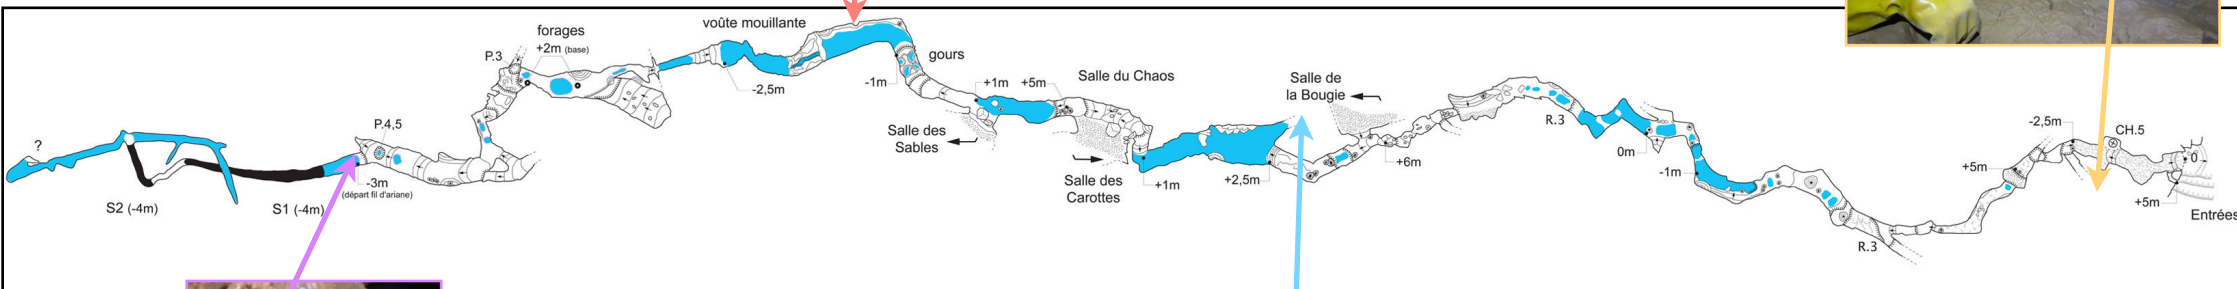 ?
S2 (-4m)
S1 (-4m)
P.4,5
-3m
(départ fil d'ariane)
P.3
forages
+2m (base)
voûte mouillante
-2,5m
-1m
gours
+1m
+5m
Salle du Chaos
Salle des
Sables
Salle des
Carottes
+1m
+2,5m
Salle de
la Bougie
+6m
R.3
0m
-1m
R.3
+5m
-2,5m
CH.5
0
+5m
Entrées